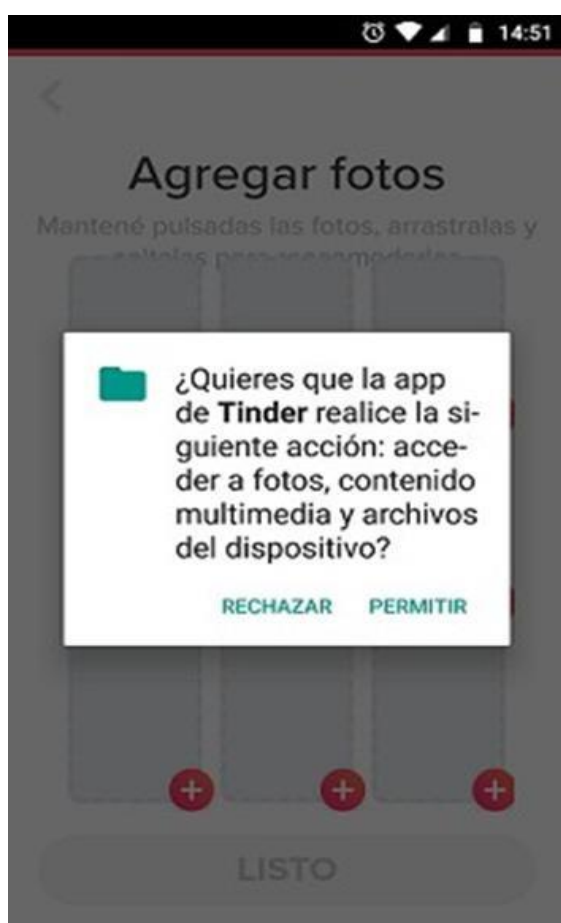 14:51
Agregar fotos
Mantené pulsadas las fotos, arrastralas y
¿Quieres que la app
de Tinder realice la si-
guiente acción: acce-
der a fotos, contenido
multimedia y archivos
del dispositivo?
RECHAZAR PERMITIR
LISTO